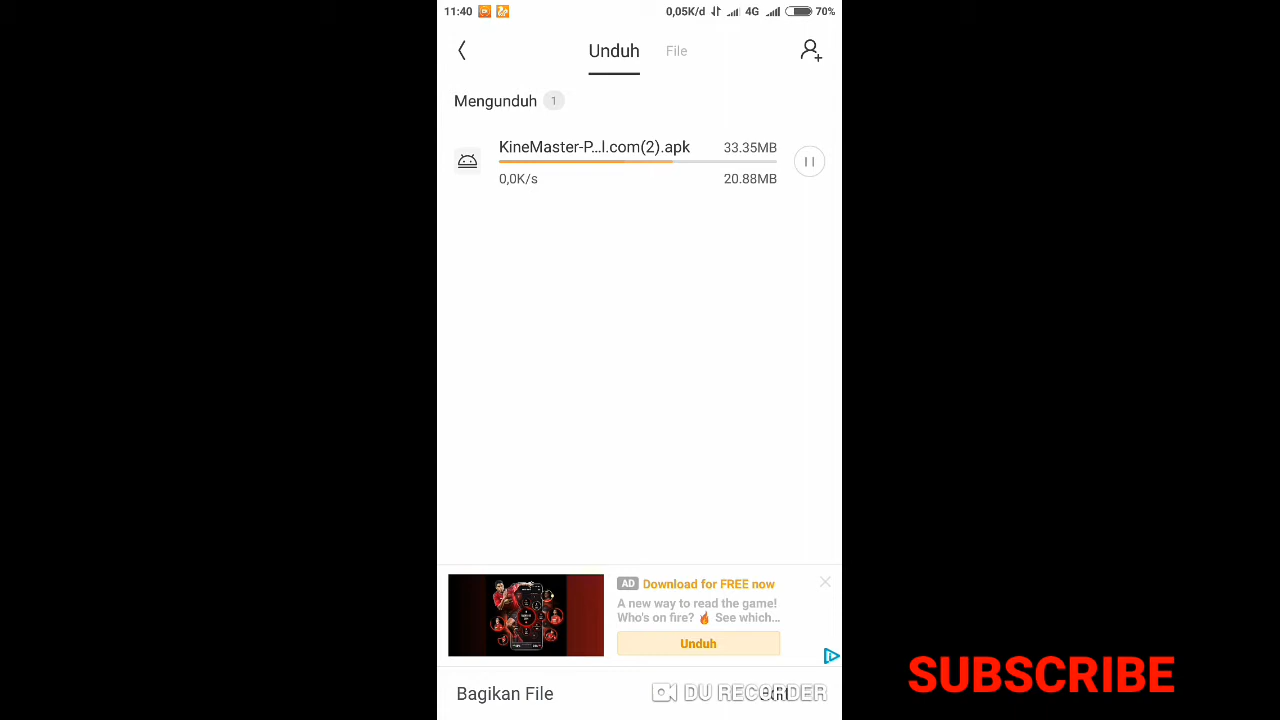 11:40 0,05K/d 4G 70%
Unduh File
Mengunduh 1
KineMaster-P...l.com(2).apk 33.35MB
0,0K/s 20.88MB
AD Download for FREE now
A new way to read the game!
Who's on fire? 🔥 See which...
Unduh
Bagikan File
DU RECORDER
SUBSCRIBE